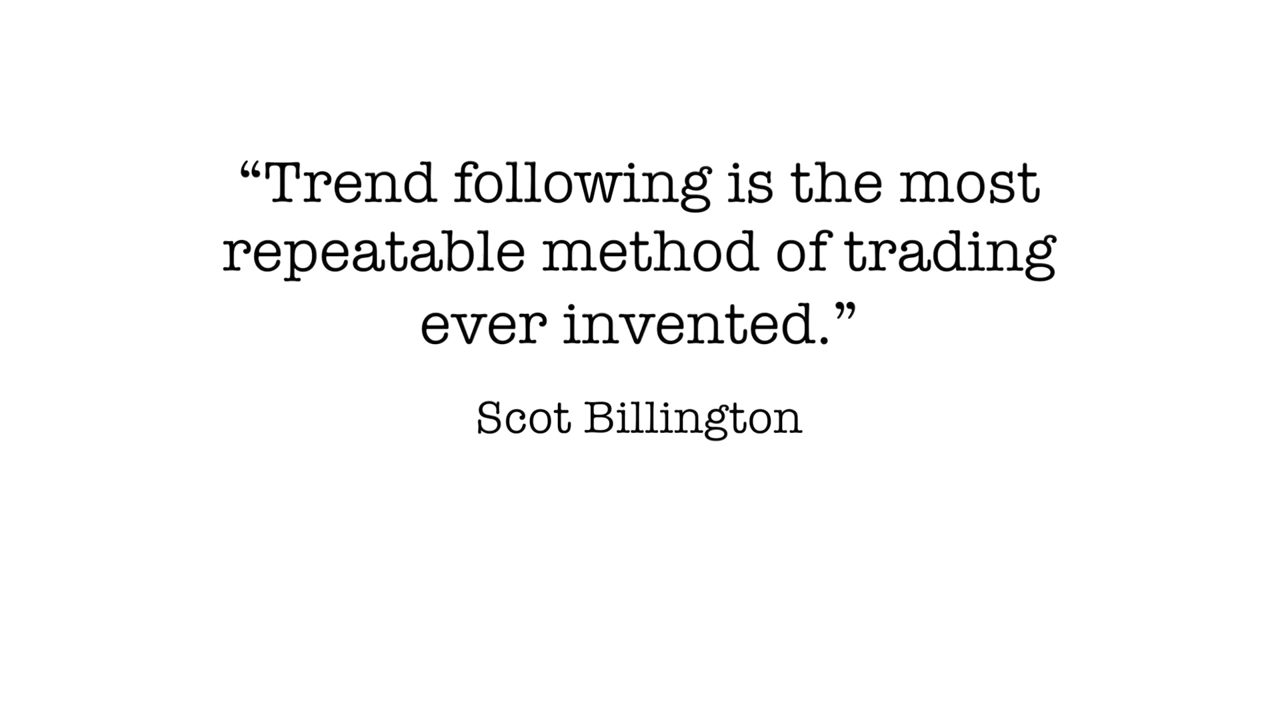 “Trend following is the most
repeatable method of trading
ever invented.”
Scot Billington